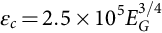 ε_c = 2.5 × 10^5 E_G^{3/4}